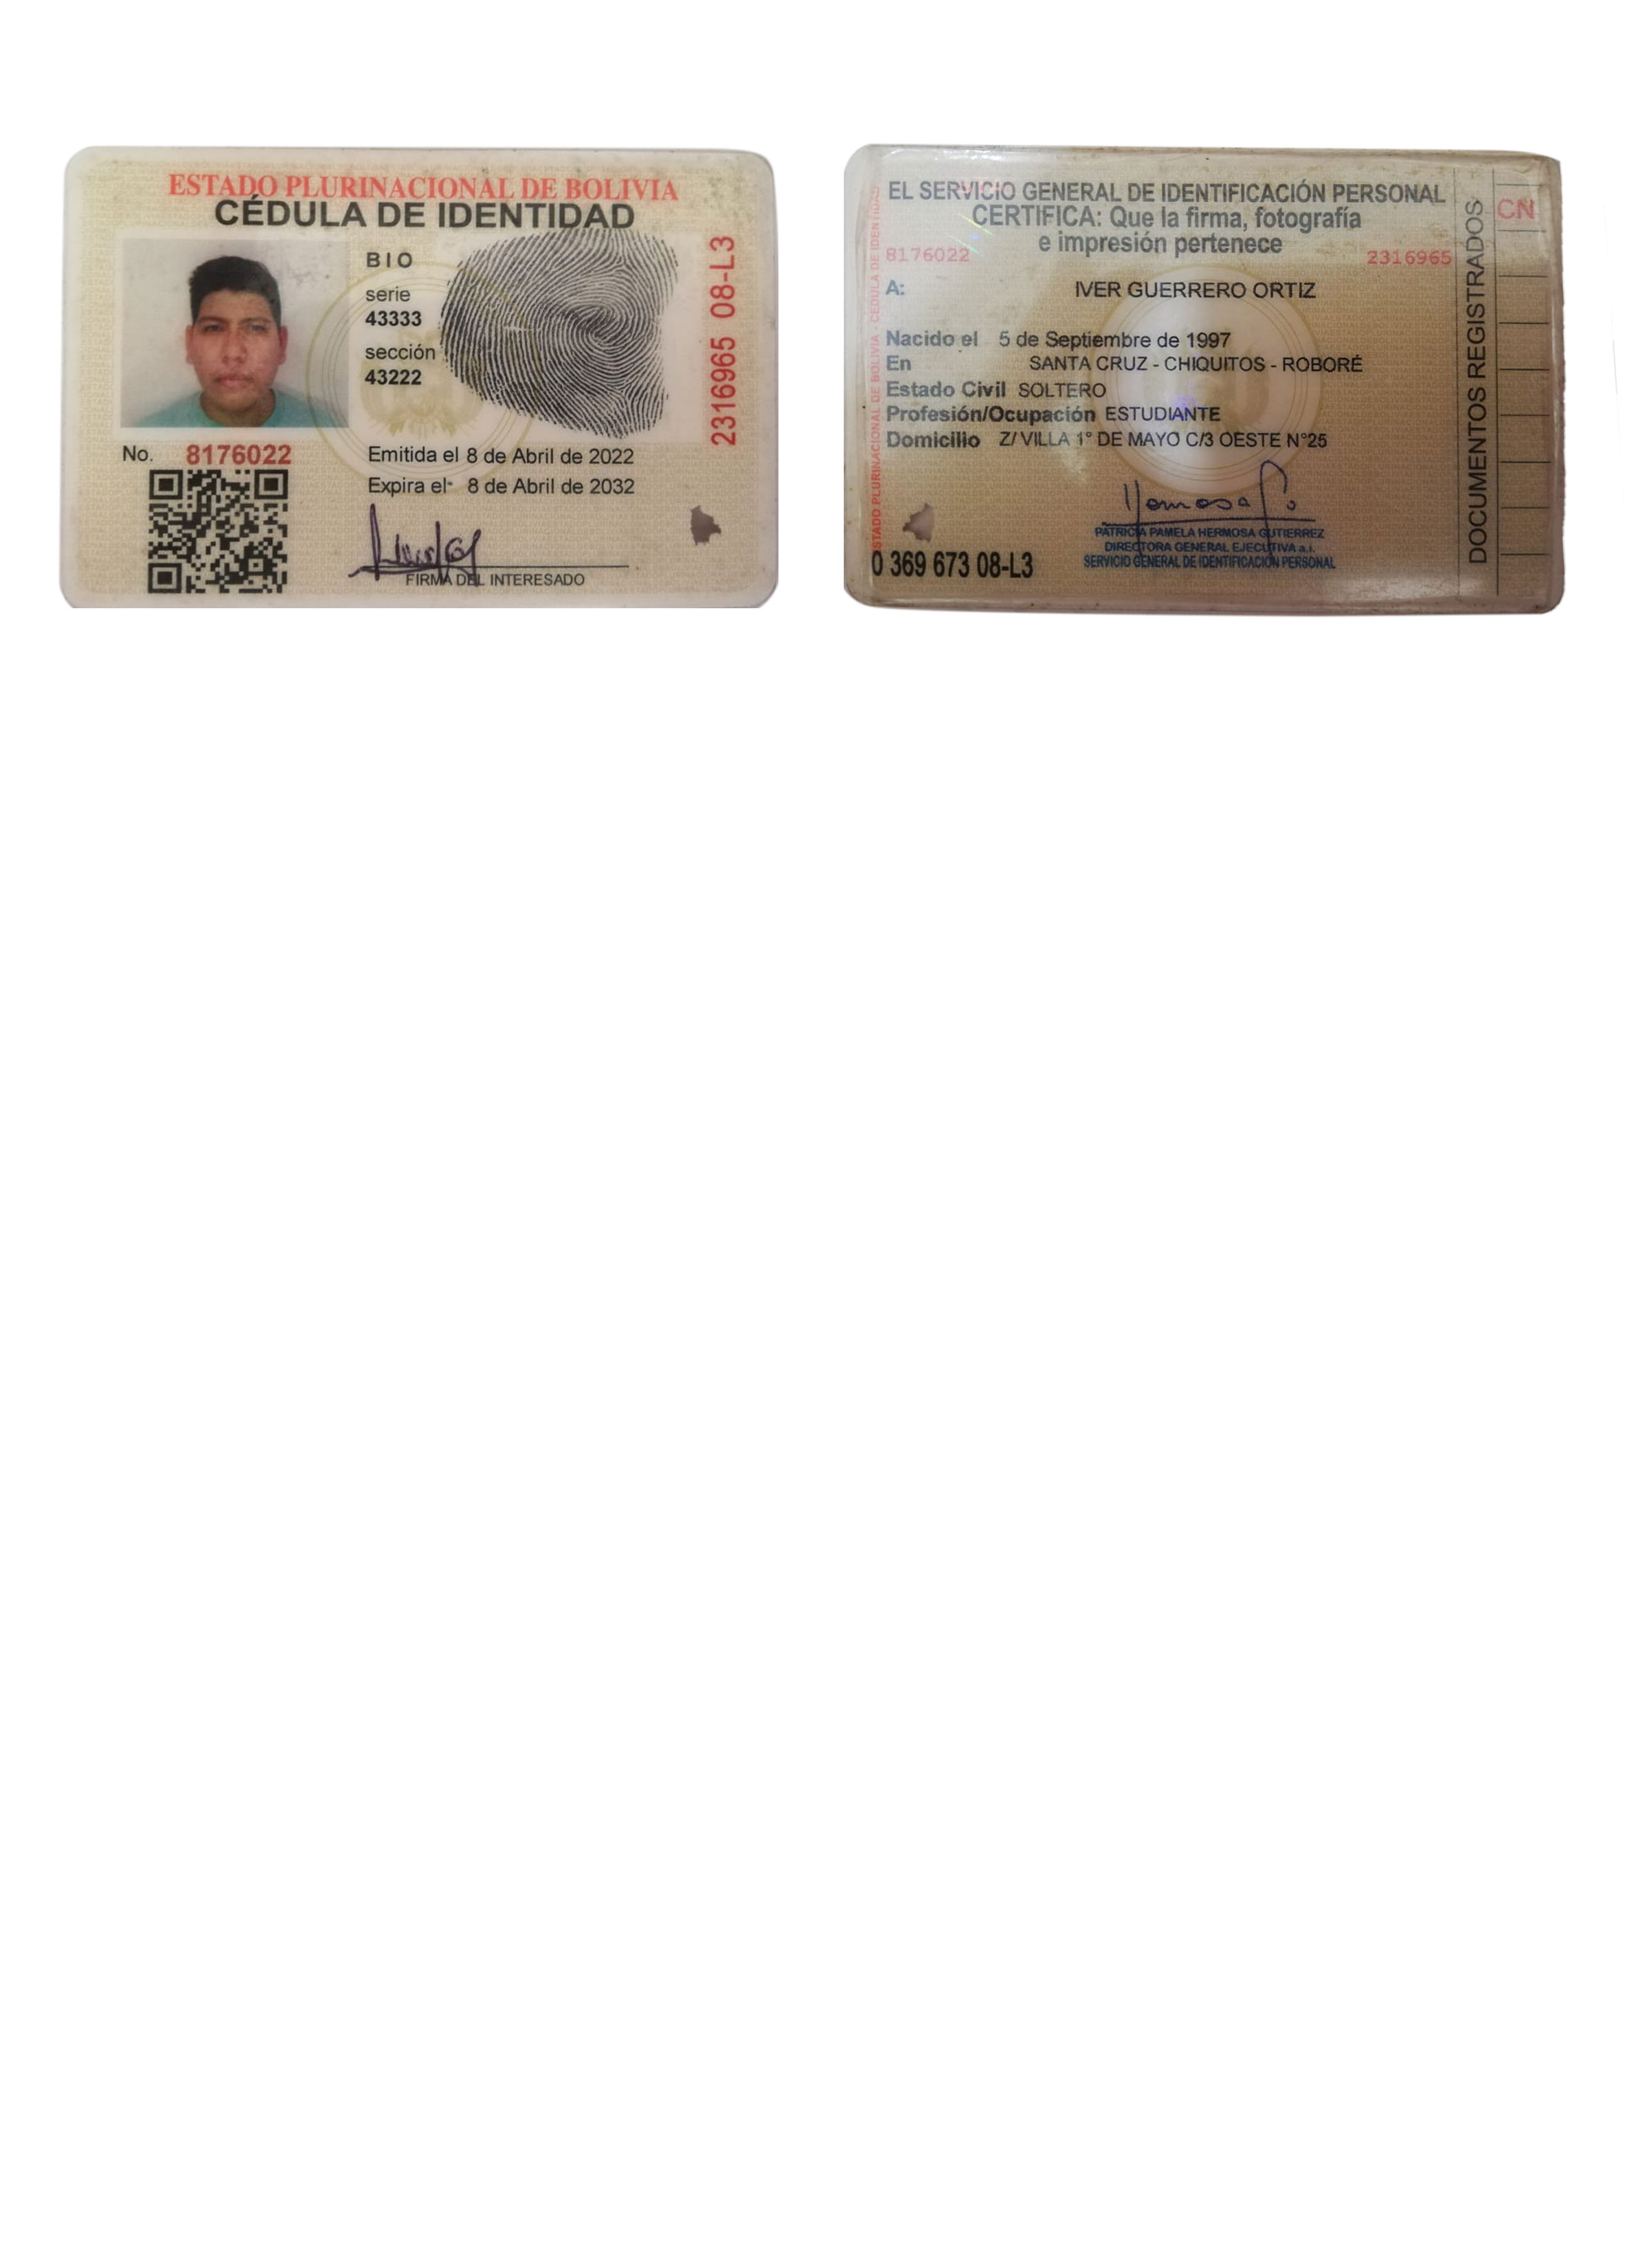 ESTADO PLURINACIONAL DE BOLIVIA
CÉDULA DE IDENTIDAD
BIO
serie
43333
sección
43222
2316965 08-L3
No. 8176022
Emitida el 8 de Abril de 2022
Expira el 8 de Abril de 2032
FIRMA DEL INTERESADO
EL SERVICIO GENERAL DE IDENTIFICACIÓN PERSONAL
CERTIFICA: Que la firma, fotografía
e impresión pertenece
8176022 2316965
A: IVER GUERRERO ORTIZ
Nacido el 5 de Septiembre de 1997
En SANTA CRUZ - CHIQUITOS - ROBORÉ
Estado Civil SOLTERO
Profesión/Ocupación ESTUDIANTE
Domicilio Z/VILLA 1° DE MAYO C/3 OESTE N°25
PATRICIA PAMELA HERMOSA GUTIERREZ
DIRECTORA GENERAL EJECUTIVA a.i.
SERVICIO GENERAL DE IDENTIFICACIÓN PERSONAL
0 369 673 08-L3
ESTADO PLURINACIONAL DE BOLIVIA - CÉDULA DE IDENTIDAD
DOCUMENTOS REGISTRADOS
CN